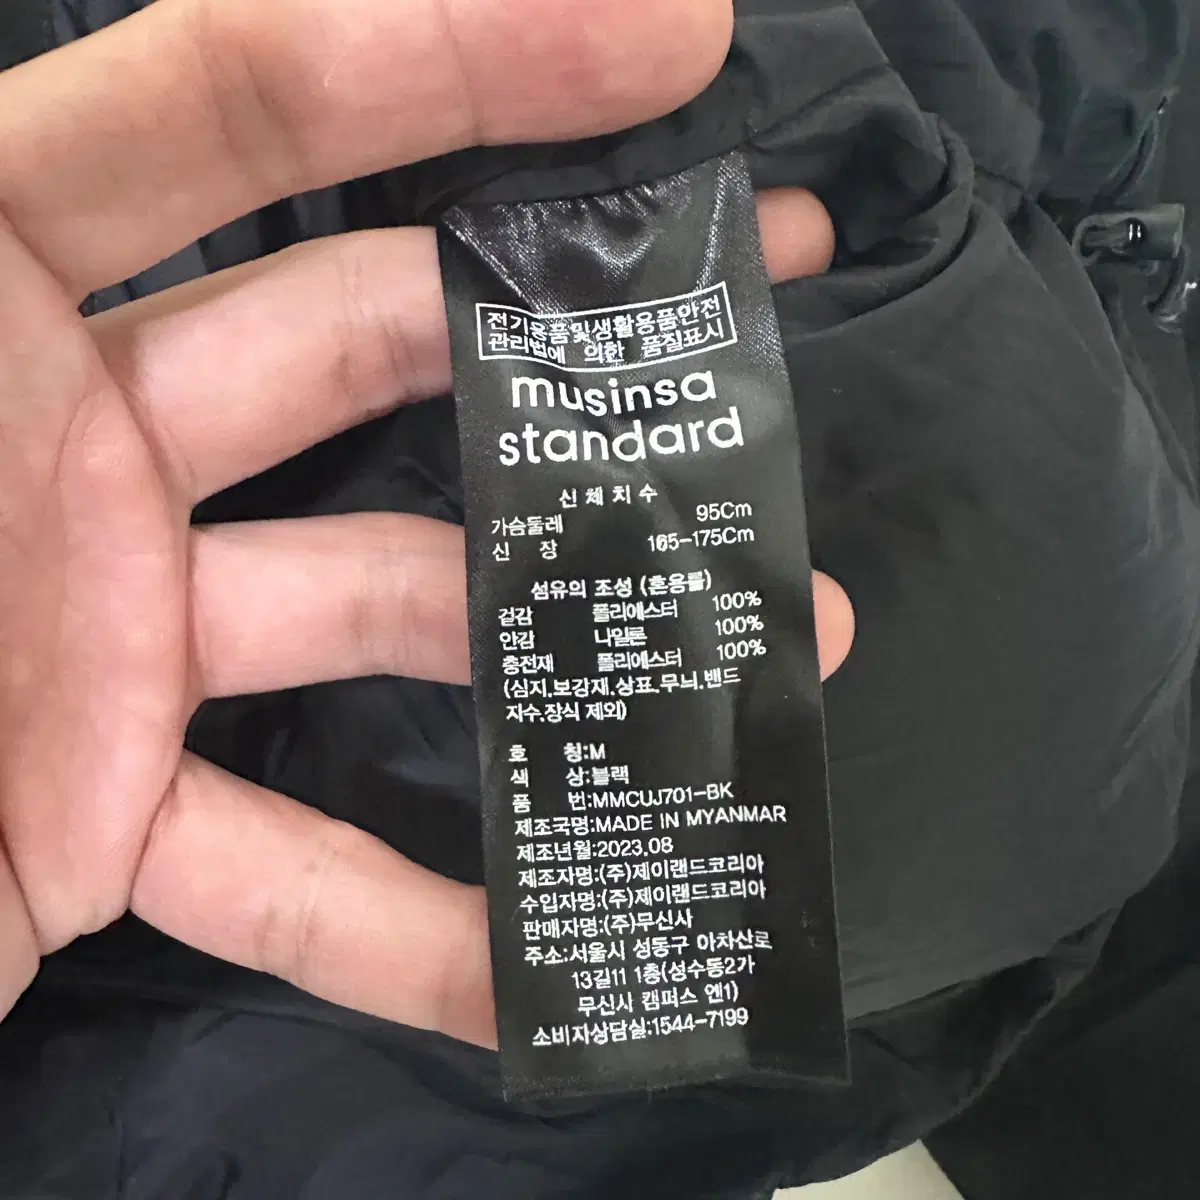 전기용품및생활용품안전
관리법에 의한 품질표시
musinsa
standard
신체치수
가슴둘레 95Cm
신 장 165-175Cm
섬유의 조성 (혼용률)
겉감 폴리에스터 100%
안감 나일론 100%
충전재 폴리에스터 100%
(심지.보강재.상표.무늬.밴드
자수.장식 제외)
호 칭:M
색 상:블랙
품 번:MMCUJ701-BK
제조국명:MADE IN MYANMAR
제조년월:2023.08
제조자명:(주)제이랜드코리아
수입자명:(주)제이랜드코리아
판매자명:(주)무신사
주소:서울시 성동구 아차산로
13길11 1층(성수동2가
무신사 캠퍼스 엔1)
소비자상담실:1544-7199